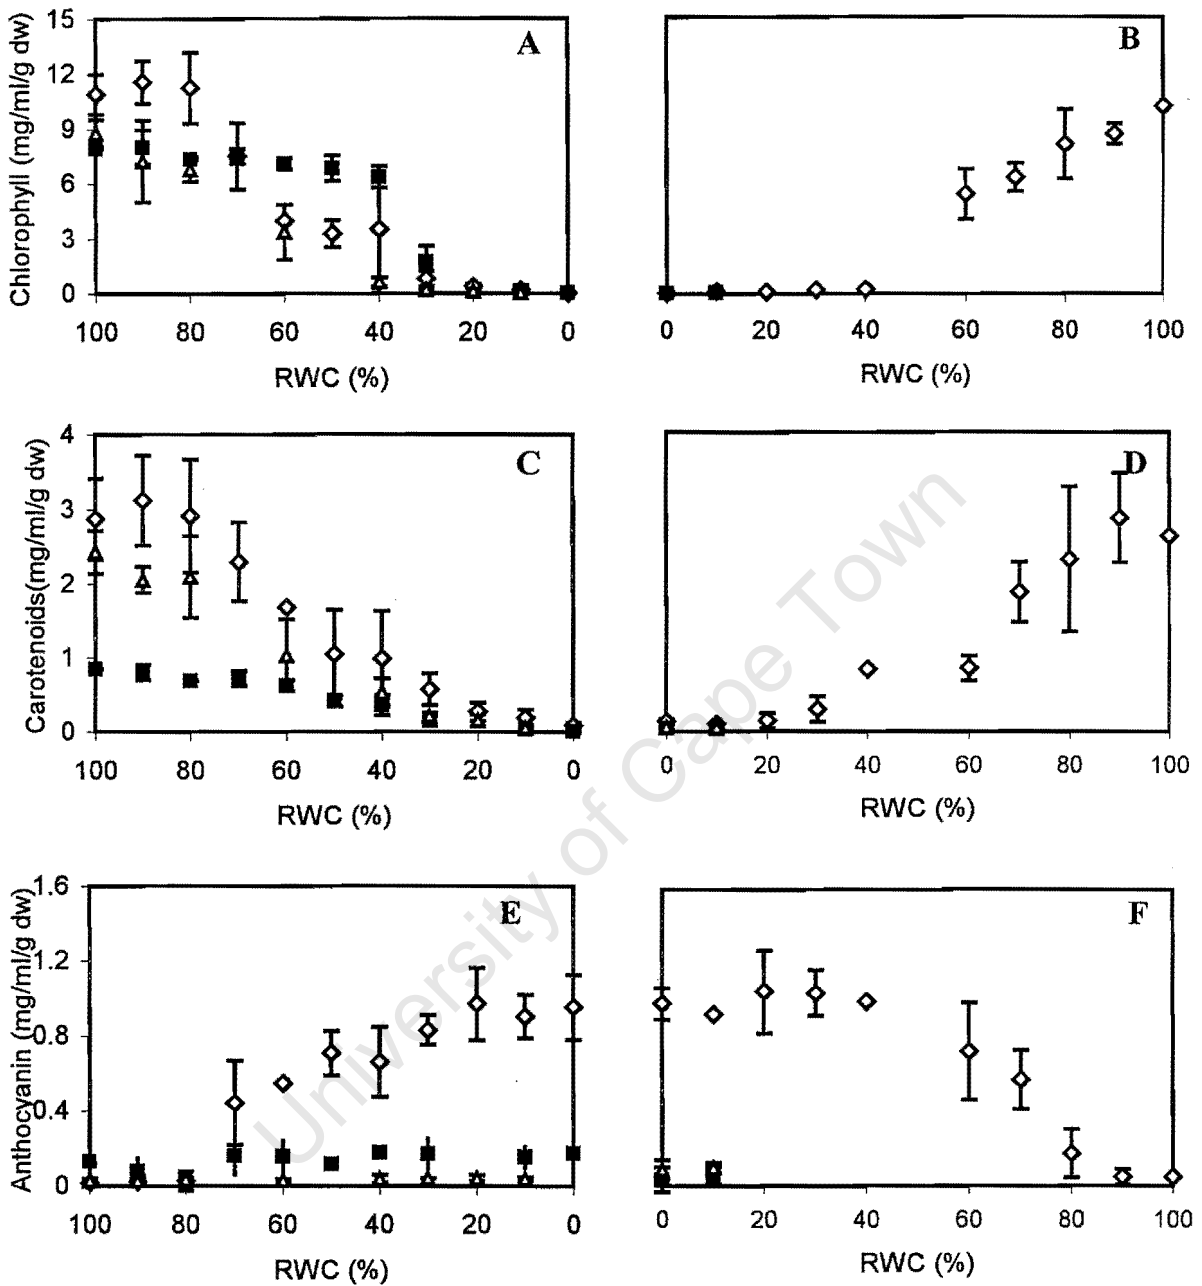 Chlorophyll (mg/ml/g dw)
15
12
9
6
3
0
A
100 80 60 40 20 0
RWC (%)
B
0 20 40 60 80 100
RWC (%)
Carotenoids(mg/ml/g dw)
4
3
2
1
0
C
100 80 60 40 20 0
RWC (%)
D
0 20 40 60 80 100
RWC (%)
Anthocyanin (mg/ml/g dw)
1.6
1.2
0.8
0.4
0
E
100 80 60 40 20 0
RWC (%)
F
0 20 40 60 80 100
RWC (%)
University of Cape Town